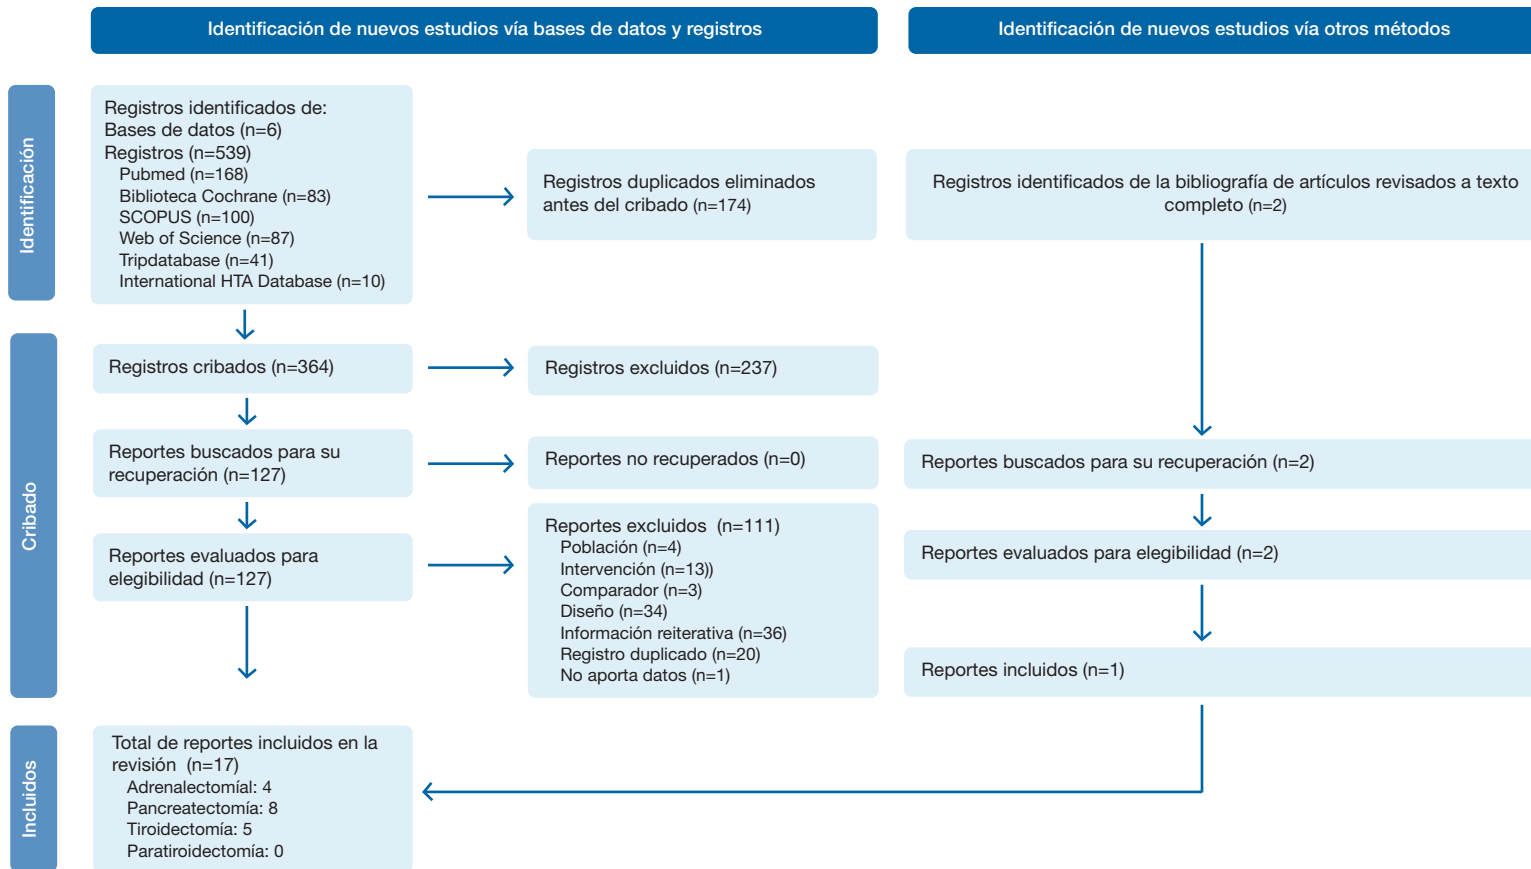 Identificación de nuevos estudios vía bases de datos y registros
Identificación de nuevos estudios vía otros métodos
Identificación
Registros identificados de:
Bases de datos (n=6)
Registros (n=539)
Pubmed (n=168)
Biblioteca Cochrane (n=83)
SCOPUS (n=100)
Web of Science (n=87)
Tripdatabase (n=41)
International HTA Database (n=10)
Registros duplicados eliminados
antes del cribado (n=174)
Registros identificados de la bibliografía de artículos revisados a texto
completo (n=2)
Cribado
Registros cribados (n=364)
Registros excluidos (n=237)
Reportes buscados para su
recuperación (n=127)
Reportes no recuperados (n=0)
Reportes buscados para su recuperación (n=2)
Reportes evaluados para
elegibilidad (n=127)
Reportes excluidos (n=111)
Población (n=4)
Intervención (n=13))
Comparador (n=3)
Diseño (n=34)
Información reiterativa (n=36)
Registro duplicado (n=20)
No aporta datos (n=1)
Reportes evaluados para elegibilidad (n=2)
Reportes incluidos (n=1)
Incluidos
Total de reportes incluidos en la
revisión (n=17)
Adrenalectomíal: 4
Pancreatectomía: 8
Tiroidectomía: 5
Paratiroidectomía: 0